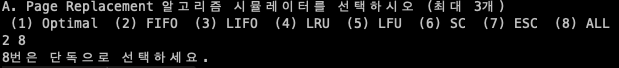 A. Page Replacement 알고리즘 시뮬레이터를 선택하시오 (최대 3개)
(1) Optimal (2) FIFO (3) LIFO (4) LRU (5) LFU (6) SC (7) ESC (8) ALL
2 8
8번은 단독으로 선택하세요.